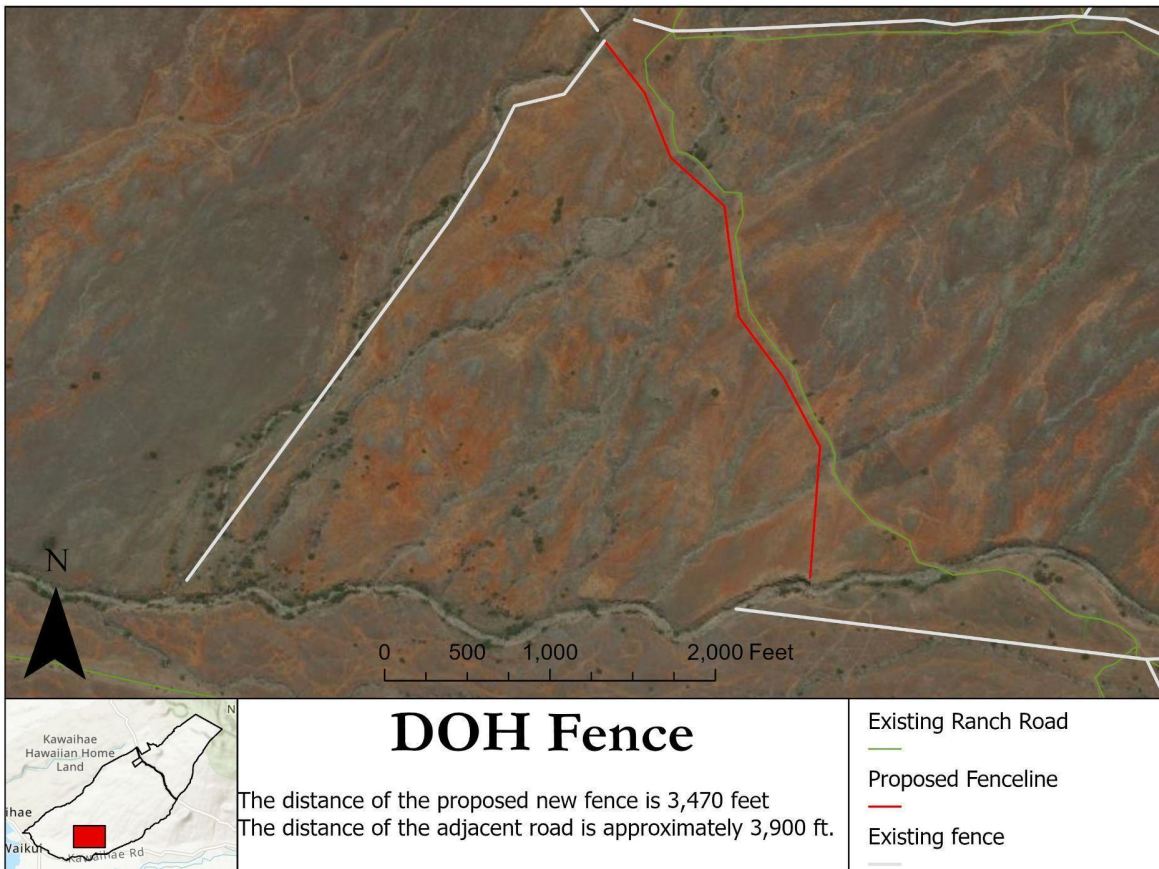 N
0 500 1,000 2,000 Feet
N
Kawaihae
Hawaiian Home
Land
ihae
Waikui
Kawaihae Rd
DOH Fence
The distance of the proposed new fence is 3,470 feet
The distance of the adjacent road is approximately 3,900 ft.
Existing Ranch Road
Proposed Fenceline
Existing fence